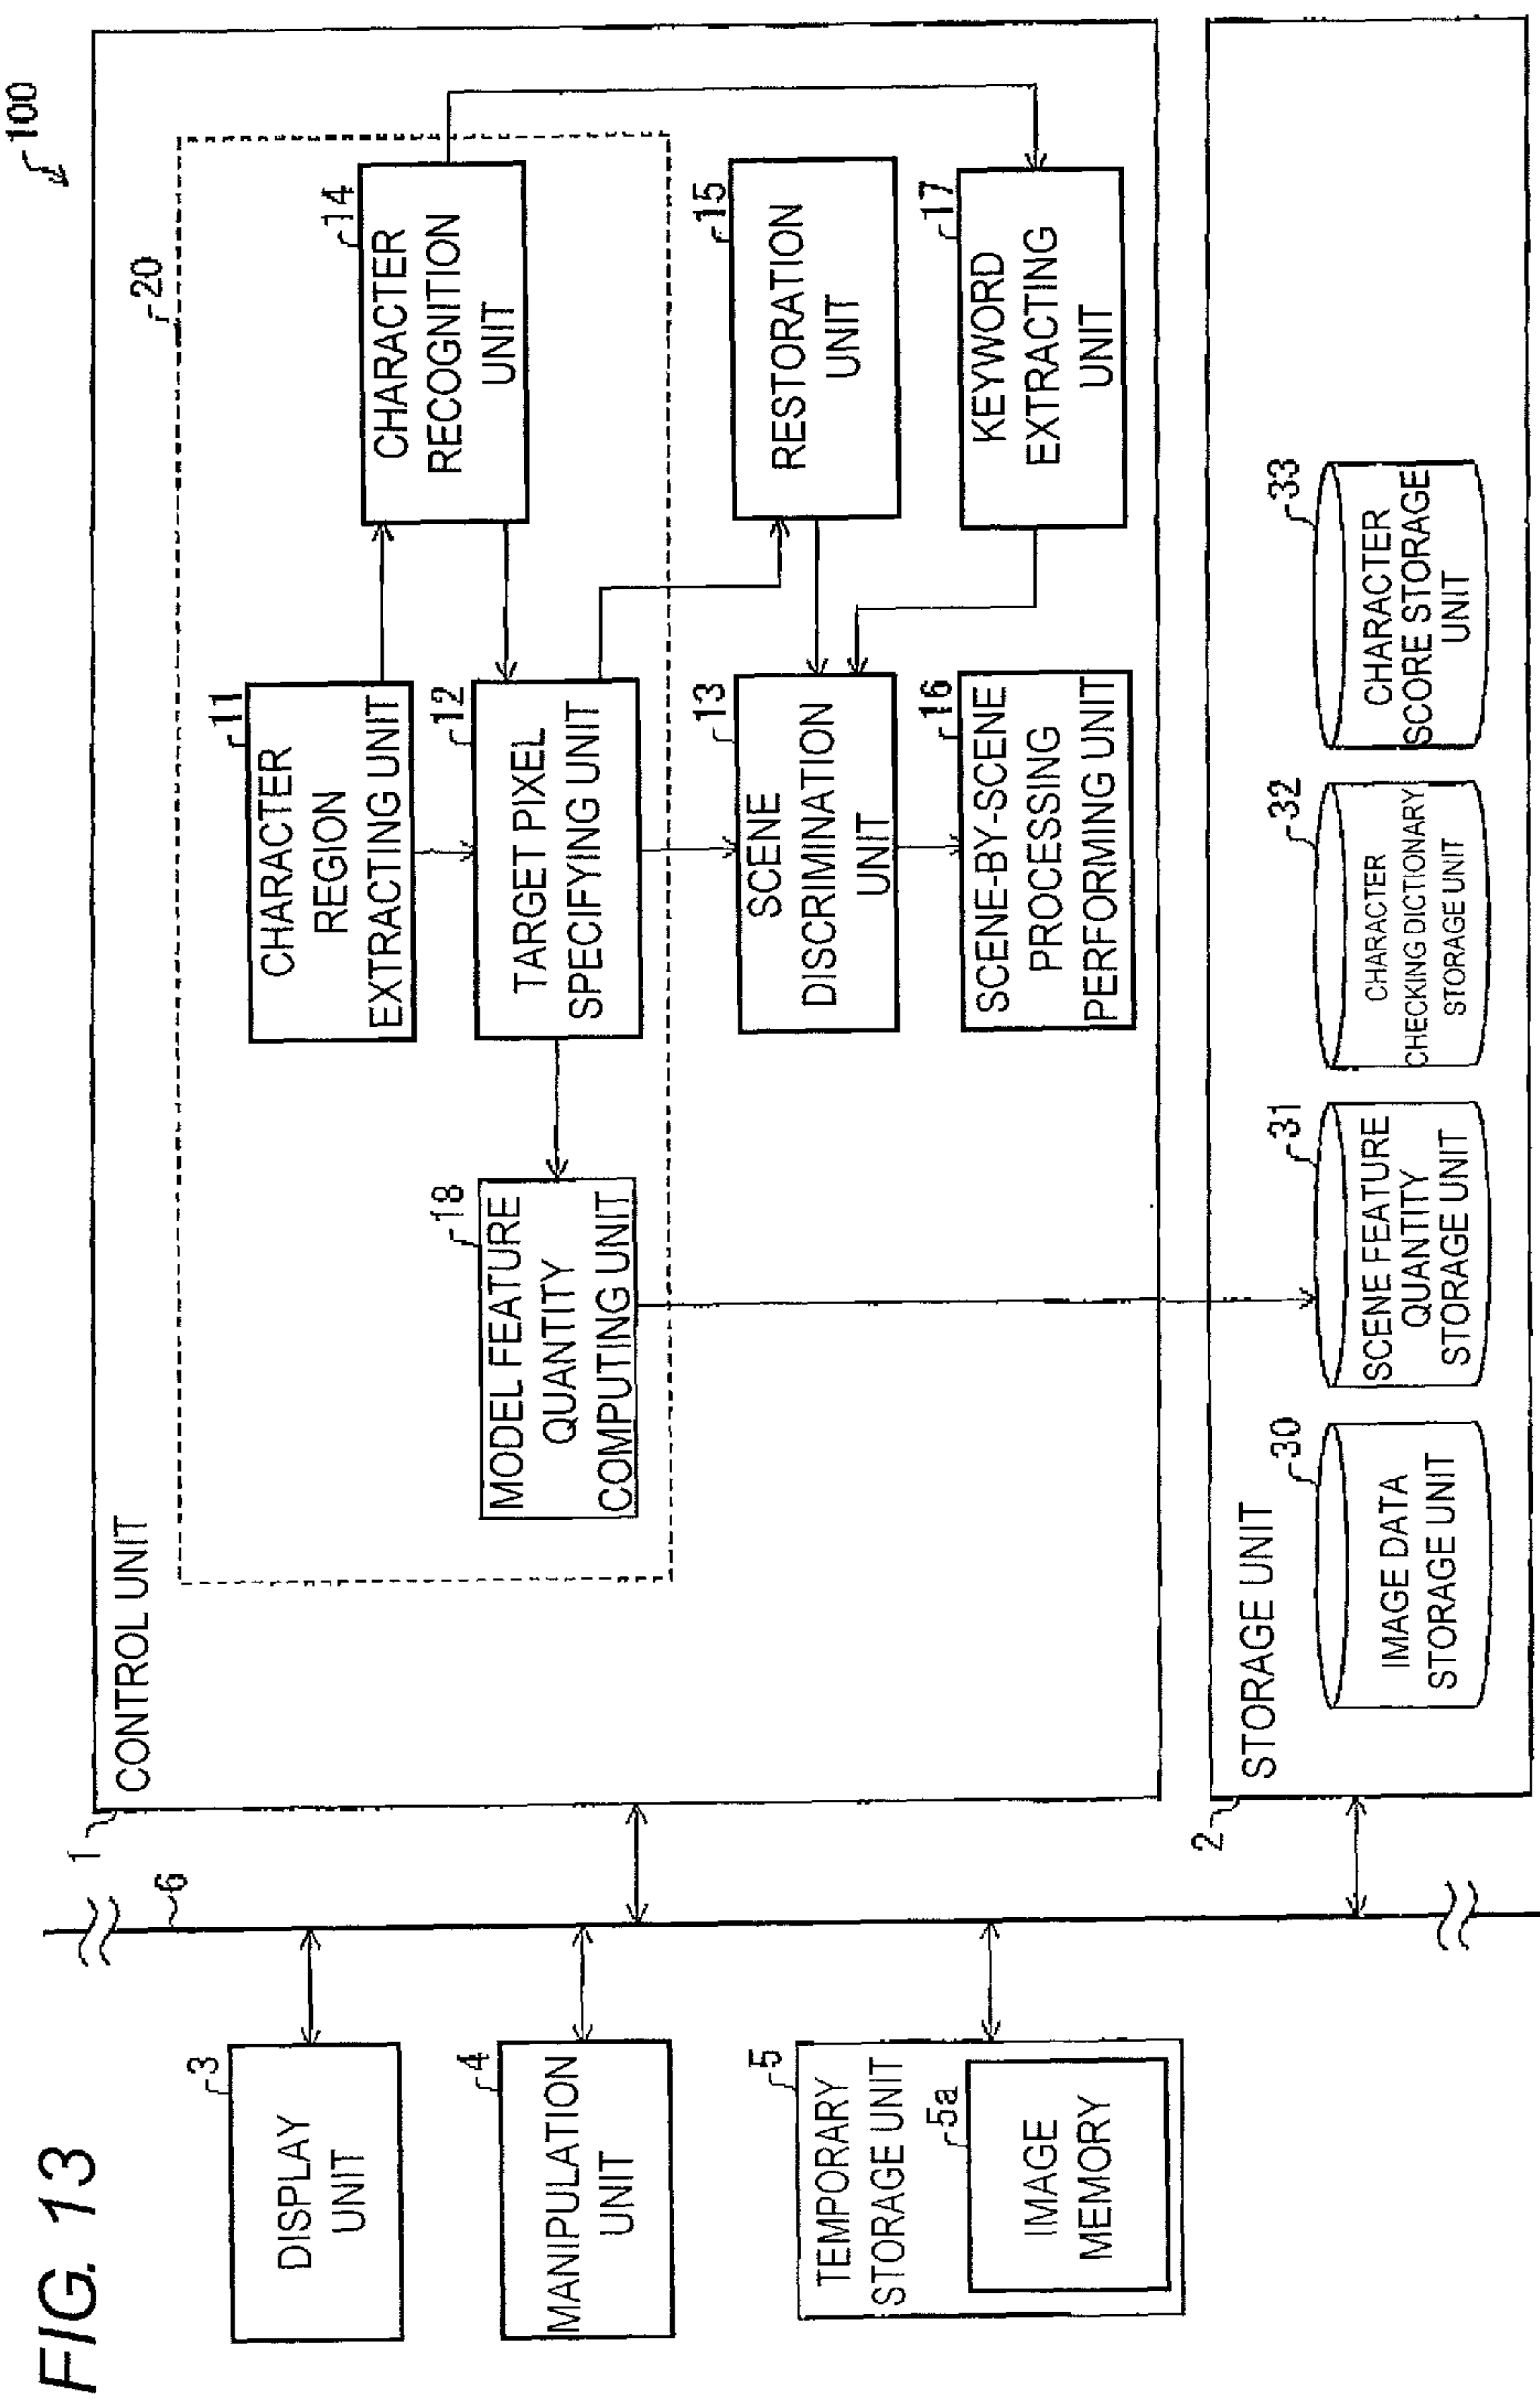 FIG. 13
100
3
DISPLAY
UNIT
4
MANIPULATION
UNIT
5
TEMPORARY
STORAGE UNIT
5a
IMAGE
MEMORY
6
1
CONTROL UNIT
20
11
CHARACTER
REGION
EXTRACTING UNIT
14
CHARACTER
RECOGNITION
UNIT
18
MODEL FEATURE
QUANTITY
COMPUTING UNIT
12
TARGET PIXEL
SPECIFYING UNIT
13
SCENE
DISCRIMINATION
UNIT
15
RESTORATION
UNIT
16
SCENE-BY-SCENE
PROCESSING
PERFORMING UNIT
17
KEYWORD
EXTRACTING
UNIT
2
STORAGE UNIT
30
IMAGE DATA
STORAGE UNIT
31
SCENE FEATURE
QUANTITY
STORAGE UNIT
32
CHARACTER
CHECKING DICTIONARY
STORAGE UNIT
33
CHARACTER
SCORE STORAGE
UNIT